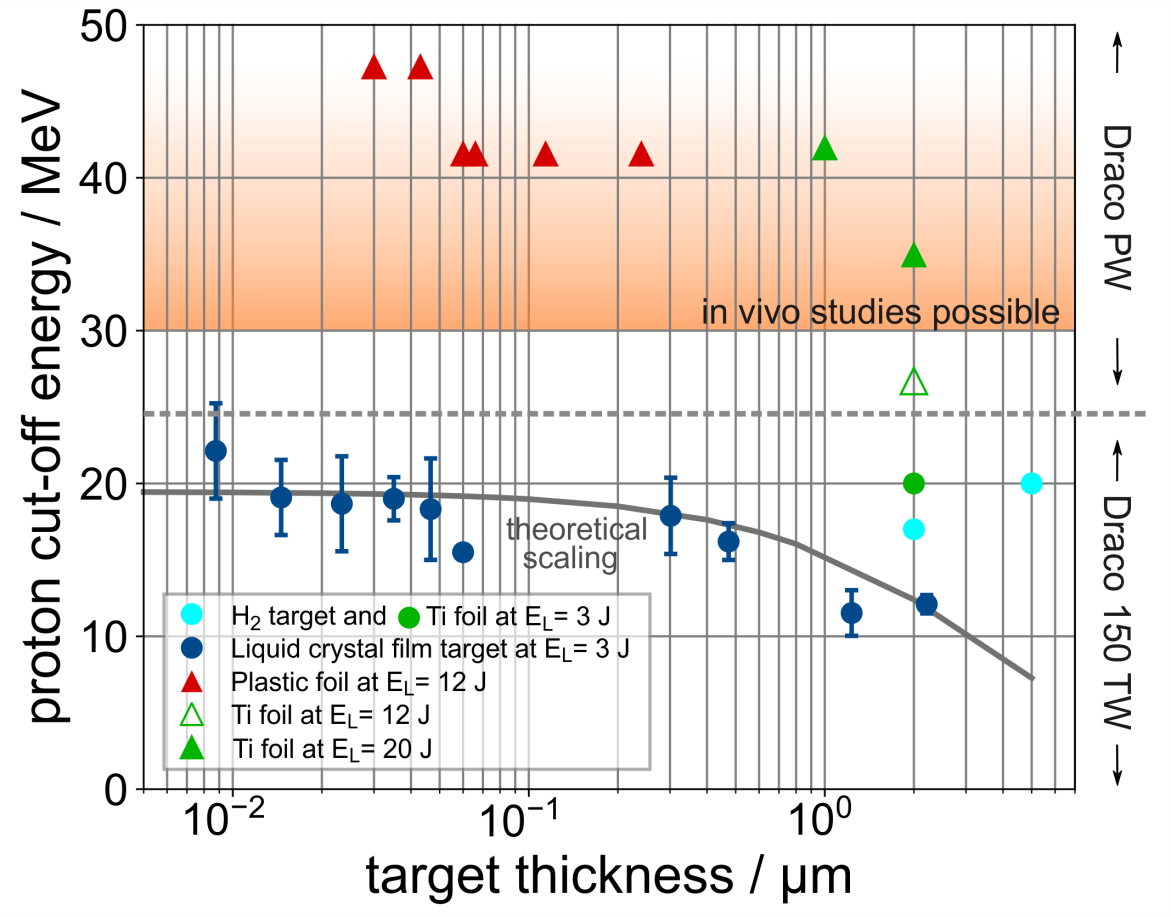 50
40
30
20
10
0
proton cut-off energy / MeV
in vivo studies possible
theoretical
scaling
H₂ target and Ti foil at E_L= 3 J
Liquid crystal film target at E_L= 3 J
Plastic foil at E_L= 12 J
Ti foil at E_L= 12 J
Ti foil at E_L= 20 J
10⁻²
10⁻¹
10⁰
target thickness / µm
Draco PW
Draco 150 TW